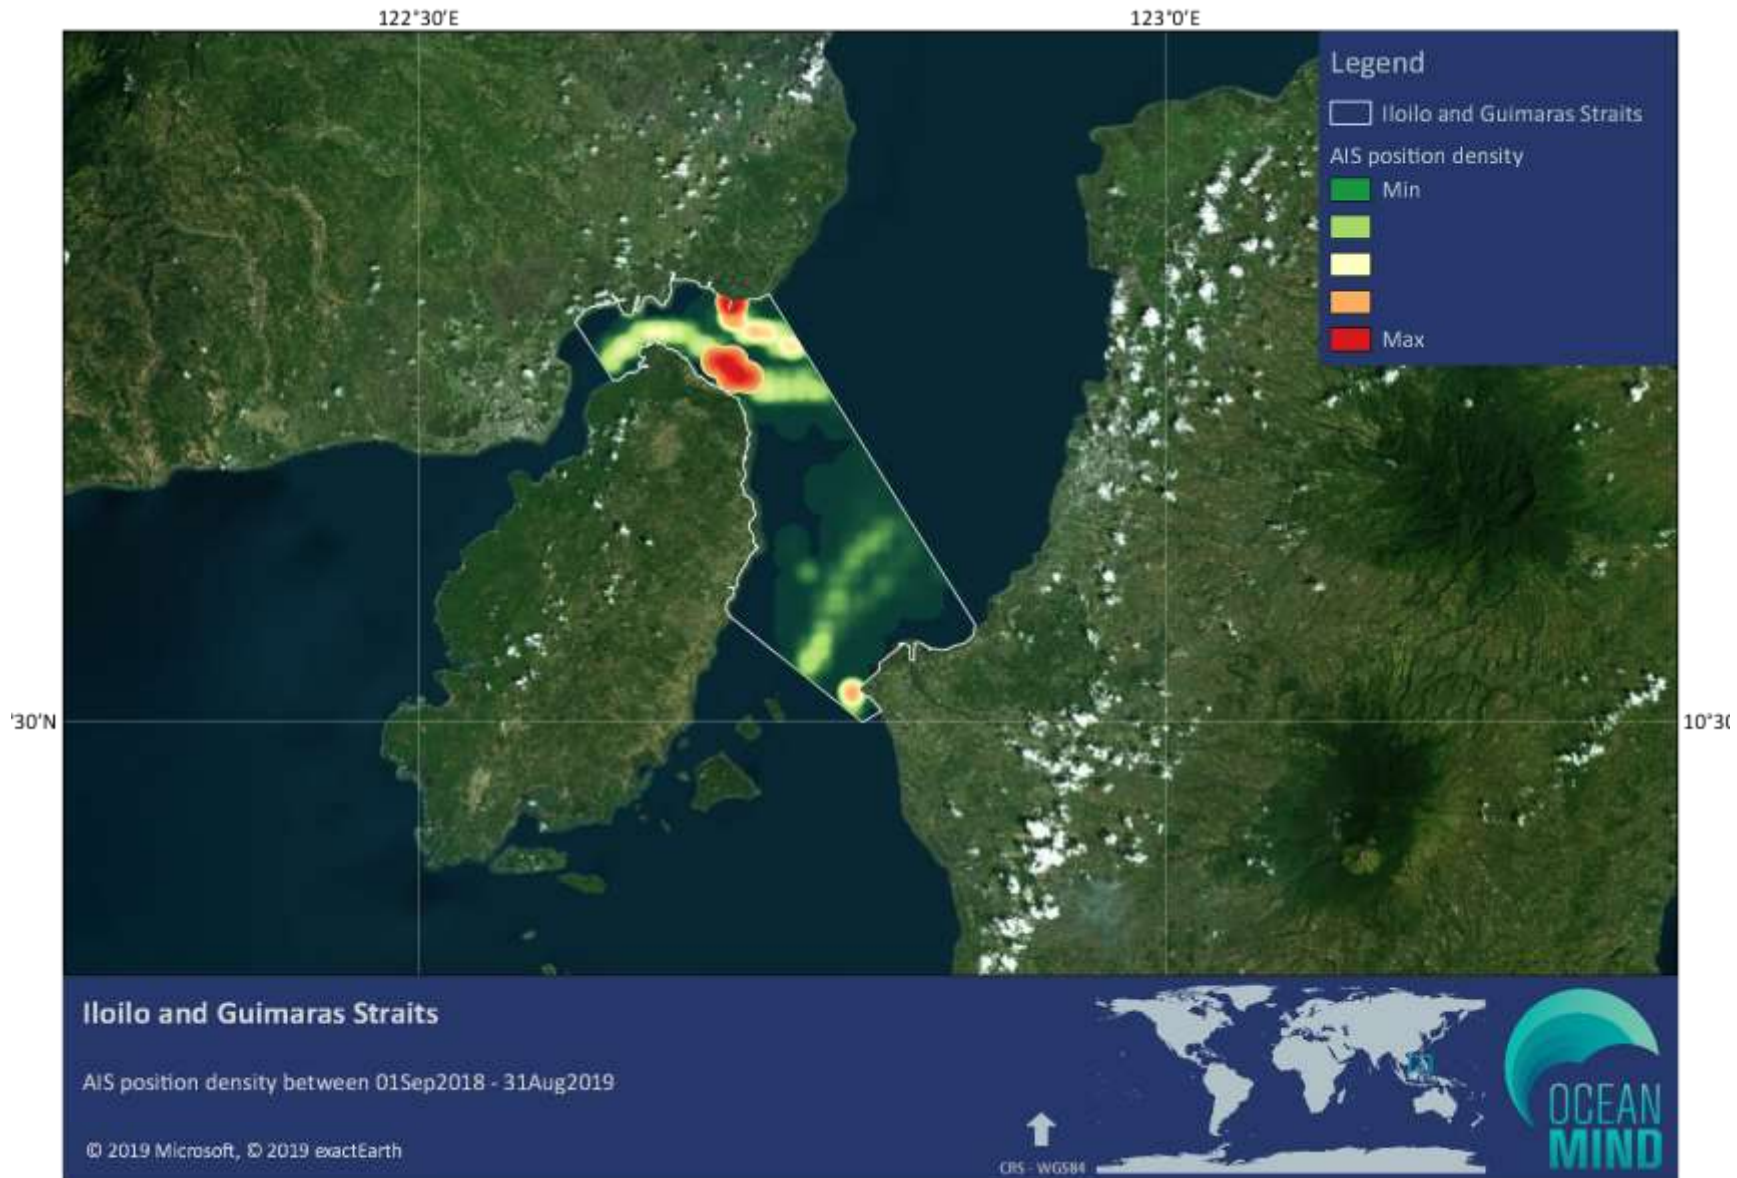 122°30'E
123°0'E
Legend
Iloilo and Guimaras Straits
AIS position density
Min
Max
'30'N
10°30
Iloilo and Guimaras Straits
AIS position density between 01Sep2018 - 31Aug2019
© 2019 Microsoft, © 2019 exactEarth
CRS - WGS84
OCEAN
MIND